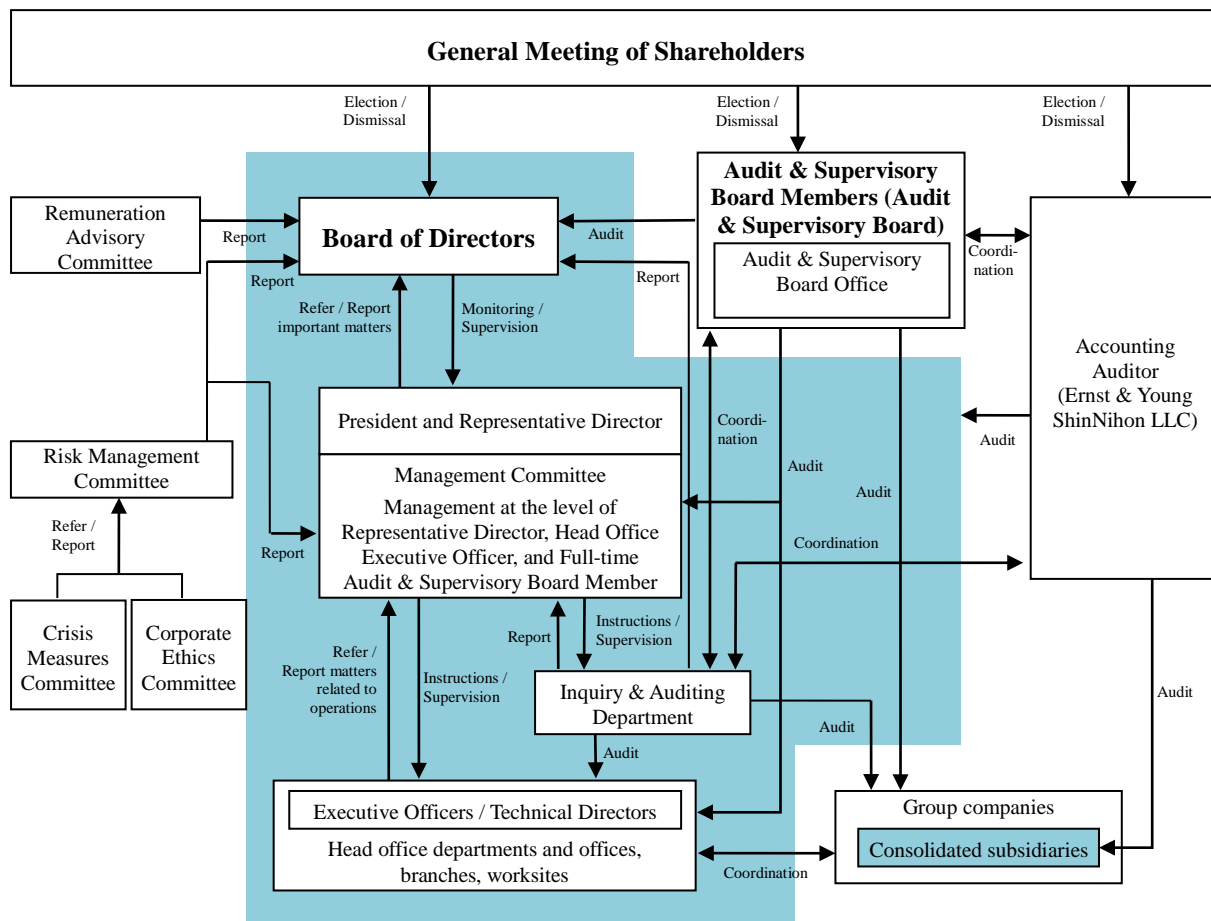 General Meeting of Shareholders
Election /
Dismissal
Election /
Dismissal
Election /
Dismissal
Remuneration
Advisory
Committee
Report
Report
Board of Directors
Audit
Report
Audit & Supervisory
Board Members (Audit
& Supervisory Board)
Audit & Supervisory
Board Office
Coordi-
nation
Accounting
Auditor
(Ernst & Young
ShinNihon LLC)
Refer / Report
important matters
Monitoring /
Supervision
President and Representative Director
Management Committee
Management at the level of
Representative Director, Head Office
Executive Officer, and Full-time
Audit & Supervisory Board Member
Coordi-
nation
Audit
Audit
Audit
Coordination
Risk Management
Committee
Refer /
Report
Report
Crisis
Measures
Committee
Corporate
Ethics
Committee
Refer /
Report matters
related to
operations
Instructions /
Supervision
Report
Instructions /
Supervision
Inquiry & Auditing
Department
Audit
Audit
Audit
Executive Officers / Technical Directors
Head office departments and offices,
branches, worksites
Coordination
Group companies
Consolidated subsidiaries